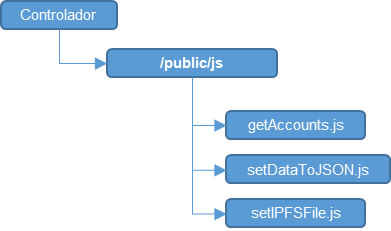 Controlador
/public/js
getAccounts.js
setDataToJSON.js
setIPFSFile.js